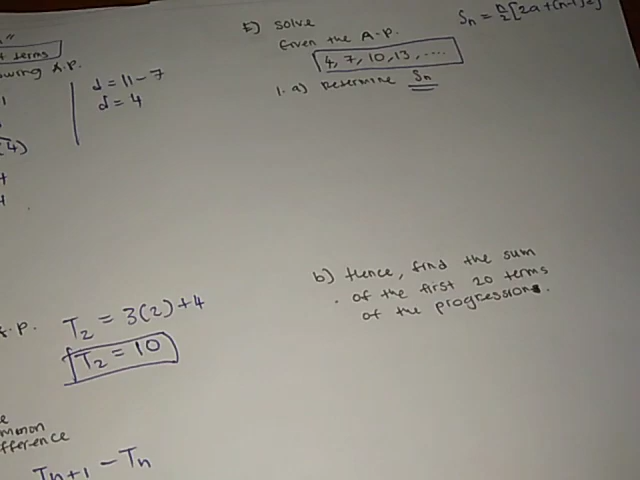 t terms
owing A.P.
(4)
d = 11 - 7
d = 4
5) solve
Given the A.P.
4, 7, 10, 13, ....
1. a) Determine Sn
Sn = n/2 [2a + (n-1)d]
b) Hence, find the sum
of the first 20 terms
of the progression.
A.P.
T2 = 3(2) + 4
T2 = 10
mmon
fference
Tn+1 - Tn